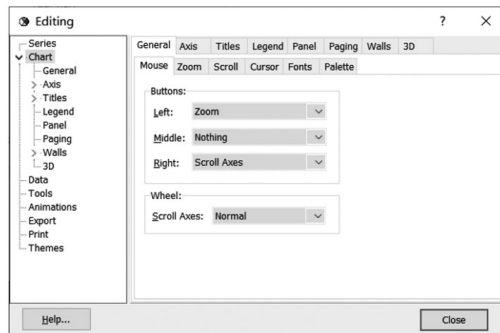 Editing
?
Series
Chart
General
Axis
Titles
Legend
Panel
Paging
Walls
3D
Data
Tools
Animations
Export
Print
Themes
General Axis Titles Legend Panel Paging Walls 3D
Mouse Zoom Scroll Cursor Fonts Palette
Buttons:
Left: Zoom
Middle: Nothing
Right: Scroll Axes
Wheel:
Scroll Axes: Normal
Help...
Close